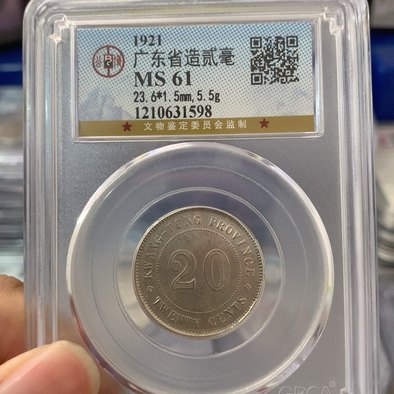 1921
广东省造贰毫
MS 61
23.6*1.5mm,5.5g
1210631598
★ 文物鉴定委员会监制 ★
KWANG-TUNG PROVINCE
20
TWENTY CENTS